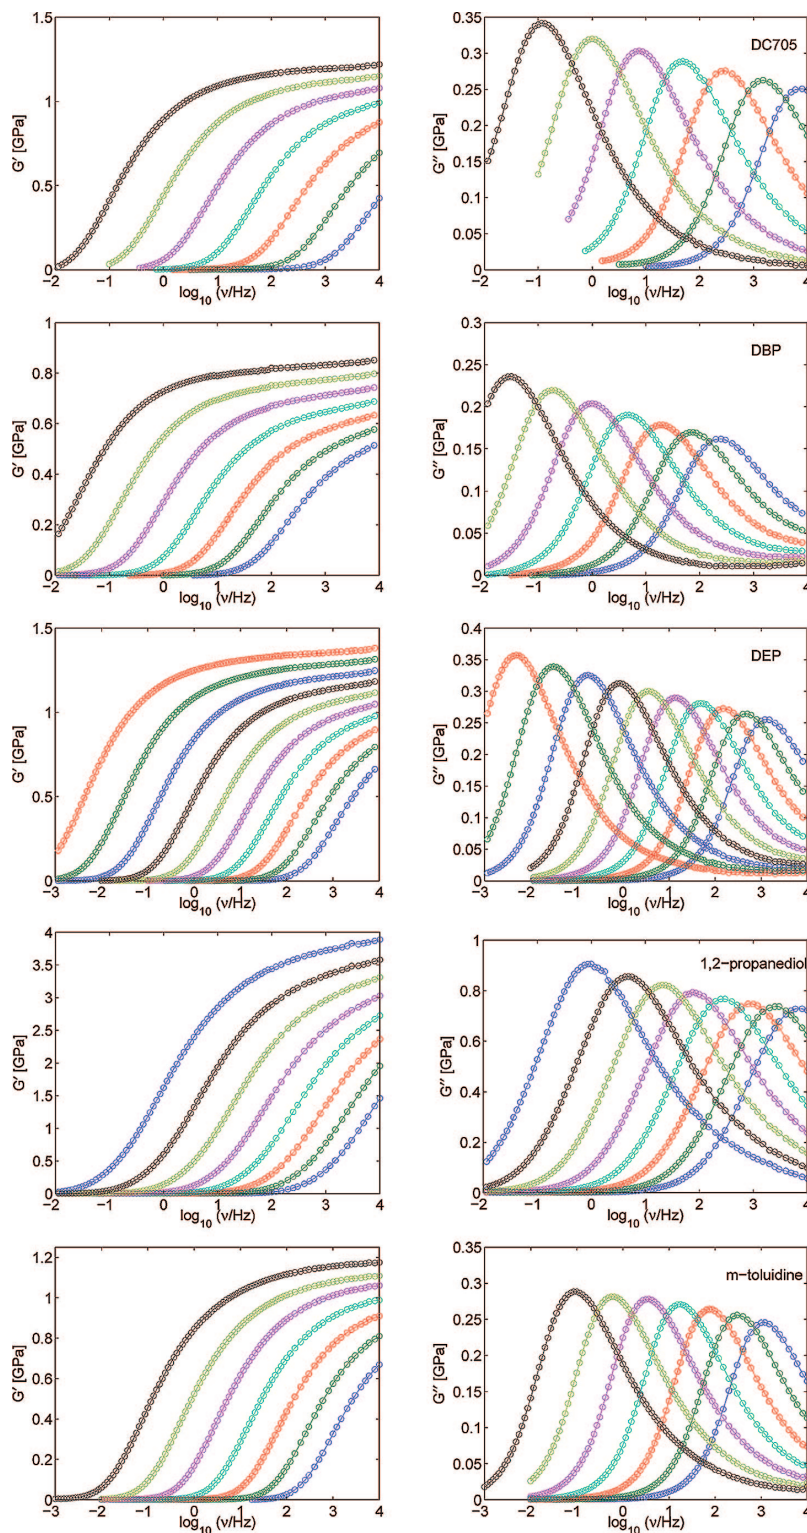 1.5
1
0.5
0
G′ [GPa]
−2 −1 0 1 2 3 4
log10 (ν/Hz)
0.35
0.3
0.25
0.2
0.15
0.1
0.05
0
G″ [GPa]
DC705
−2 −1 0 1 2 3 4
log10 (ν/Hz)
1
0.8
0.6
0.4
0.2
0
G′ [GPa]
−2 −1 0 1 2 3 4
log10 (ν/Hz)
0.3
0.25
0.2
0.15
0.1
0.05
0
G″ [GPa]
DBP
−2 −1 0 1 2 3 4
log10 (ν/Hz)
1.5
1
0.5
0
G′ [GPa]
−3 −2 −1 0 1 2 3 4
log10 (ν/Hz)
0.4
0.35
0.3
0.25
0.2
0.15
0.1
0.05
0
G″ [GPa]
DEP
−3 −2 −1 0 1 2 3 4
log10 (ν/Hz)
4
3.5
3
2.5
2
1.5
1
0.5
0
G′ [GPa]
−2 −1 0 1 2 3 4
log10 (ν/Hz)
1
0.8
0.6
0.4
0.2
0
G″ [GPa]
1,2−propanediol
−2 −1 0 1 2 3 4
log10 (ν/Hz)
1.2
1
0.8
0.6
0.4
0.2
0
G′ [GPa]
−3 −2 −1 0 1 2 3 4
log10 (ν/Hz)
0.35
0.3
0.25
0.2
0.15
0.1
0.05
0
G″ [GPa]
m−toluidine
−3 −2 −1 0 1 2 3 4
log10 (ν/Hz)